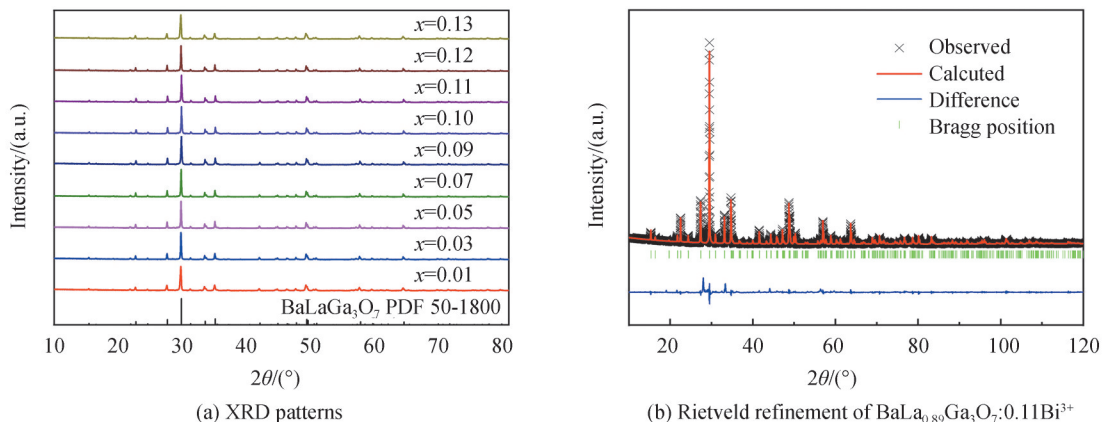 x=0.13
x=0.12
x=0.11
x=0.10
x=0.09
x=0.07
x=0.05
x=0.03
x=0.01
BaLaGa₃O₇ PDF 50-1800
Intensity/(a.u.)
10 20 30 40 50 60 70 80
2θ/(°)
(a) XRD patterns
Observed
Calcuted
Difference
Bragg position
Intensity/(a.u.)
20 40 60 80 100 120
2θ/(°)
(b) Rietveld refinement of BaLa₀.₈₉Ga₃O₇:0.11Bi³⁺